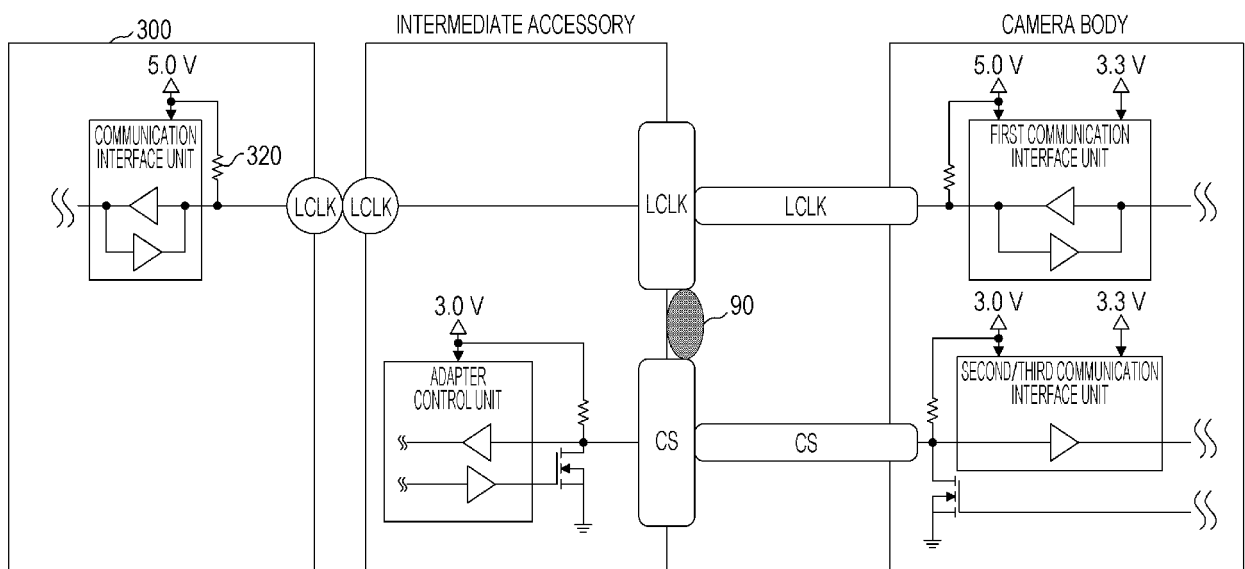 300
INTERMEDIATE ACCESSORY
CAMERA BODY
5.0 V
COMMUNICATION
INTERFACE UNIT
320
LCLK
LCLK
LCLK
LCLK
5.0 V
3.3 V
FIRST COMMUNICATION
INTERFACE UNIT
90
3.0 V
ADAPTER
CONTROL UNIT
CS
CS
3.0 V
3.3 V
SECOND/THIRD COMMUNICATION
INTERFACE UNIT